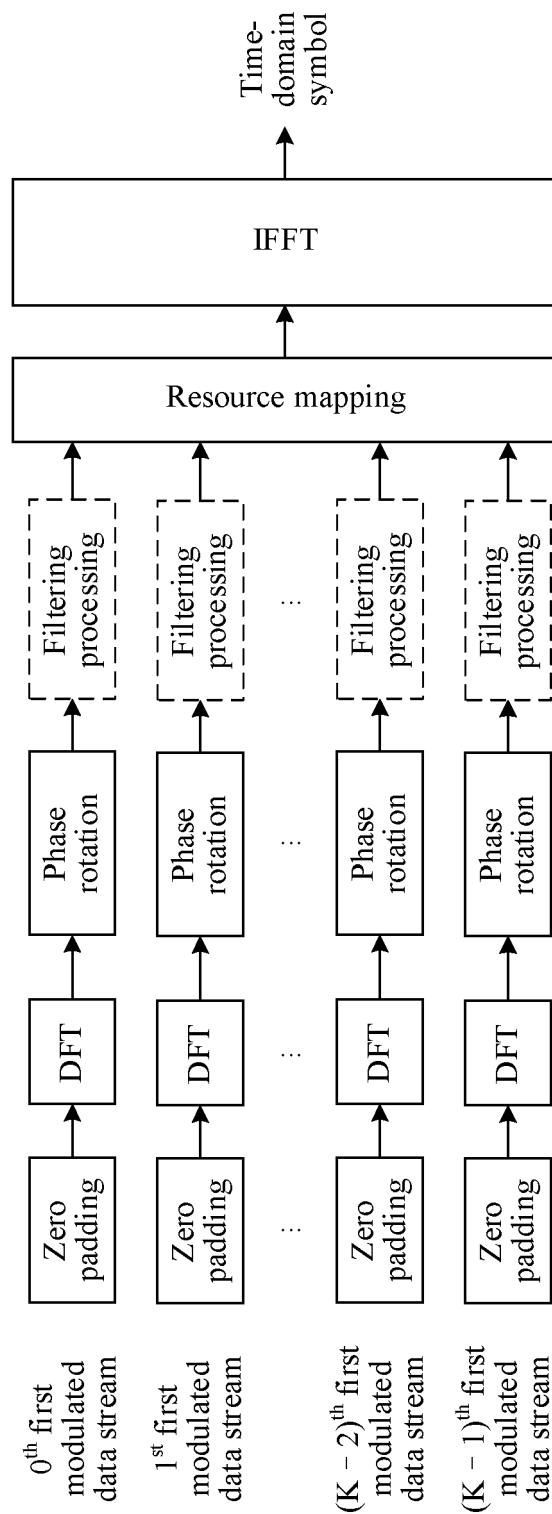 0th first
modulated
data stream
Zero
padding
DFT
Phase
rotation
Filtering
processing
1st first
modulated
data stream
Zero
padding
DFT
Phase
rotation
Filtering
processing
...
...
...
...
(K – 2)th first
modulated
data stream
Zero
padding
DFT
Phase
rotation
Filtering
processing
(K – 1)th first
modulated
data stream
Zero
padding
DFT
Phase
rotation
Filtering
processing
Resource mapping
IFFT
Time-
domain
symbol